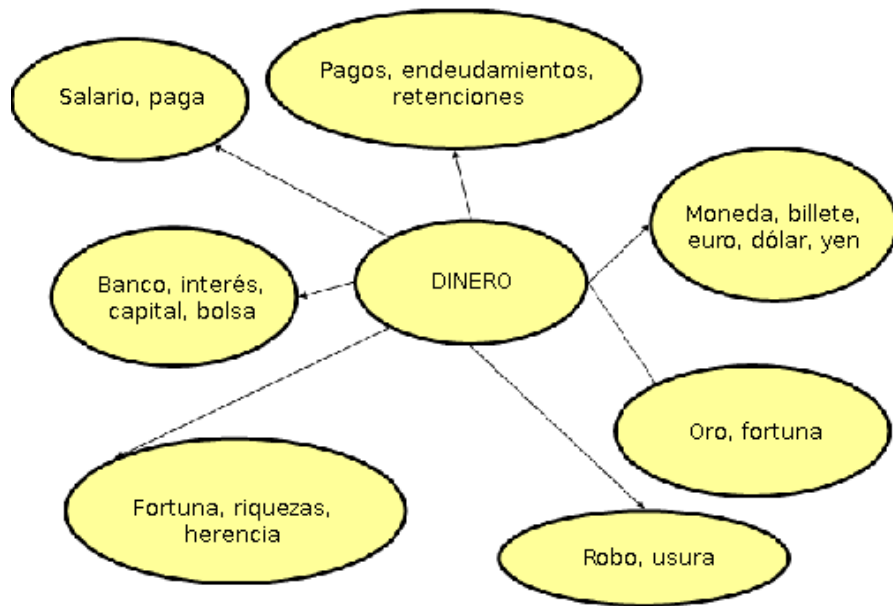 Pagos, endeudamientos,
retenciones
Salario, paga
Moneda, billete,
euro, dólar, yen
Banco, interés,
capital, bolsa
DINERO
Oro, fortuna
Fortuna, riquezas,
herencia
Robo, usura